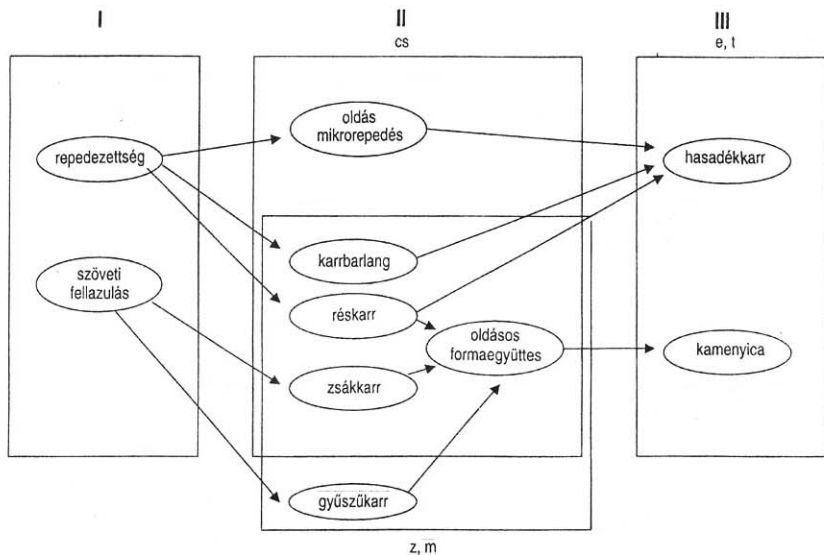 I
II
III
cs
e, t
repedezettség
szöveti
fellazulás
oldás
mikrorepedés
karrbarlang
réskarr
zsákkarr
oldásos
formaegyüttes
gyűszűkarr
hasadékkarr
kamenyica
z, m